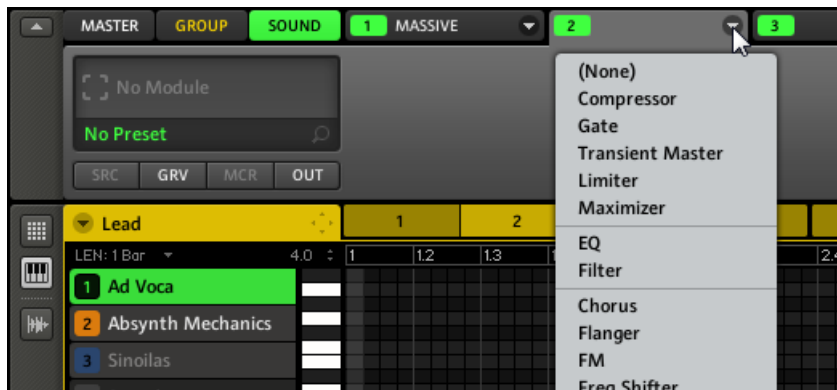 MASTER GROUP SOUND 1 MASSIVE 2 3
No Module
No Preset
SRC GRV MCR OUT
(None)
Compressor
Gate
Transient Master
Limiter
Maximizer
EQ
Filter
Chorus
Flanger
FM
Freq Shifter
Lead 1 2
LEN: 1 Bar 4.0 1 1.2 1.3
1 Ad Voca
2 Absynth Mechanics
3 Sinoilas